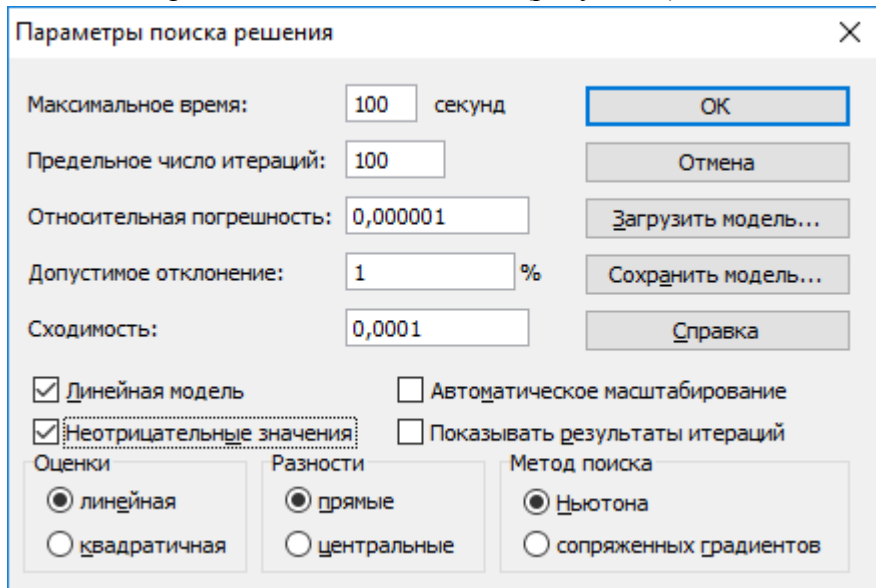 Параметры поиска решения
Максимальное время: 100 секунд ОК
Предельное число итераций: 100 Отмена
Относительная погрешность: 0,000001 Загрузить модель...
Допустимое отклонение: 1 % Сохранить модель...
Сходимость: 0,0001 Справка
Линейная модель Автоматическое масштабирование
Неотрицательные значения Показывать результаты итераций
Оценки Разности Метод поиска
линейная прямые Ньютона
квадратичная центральные сопряженных градиентов